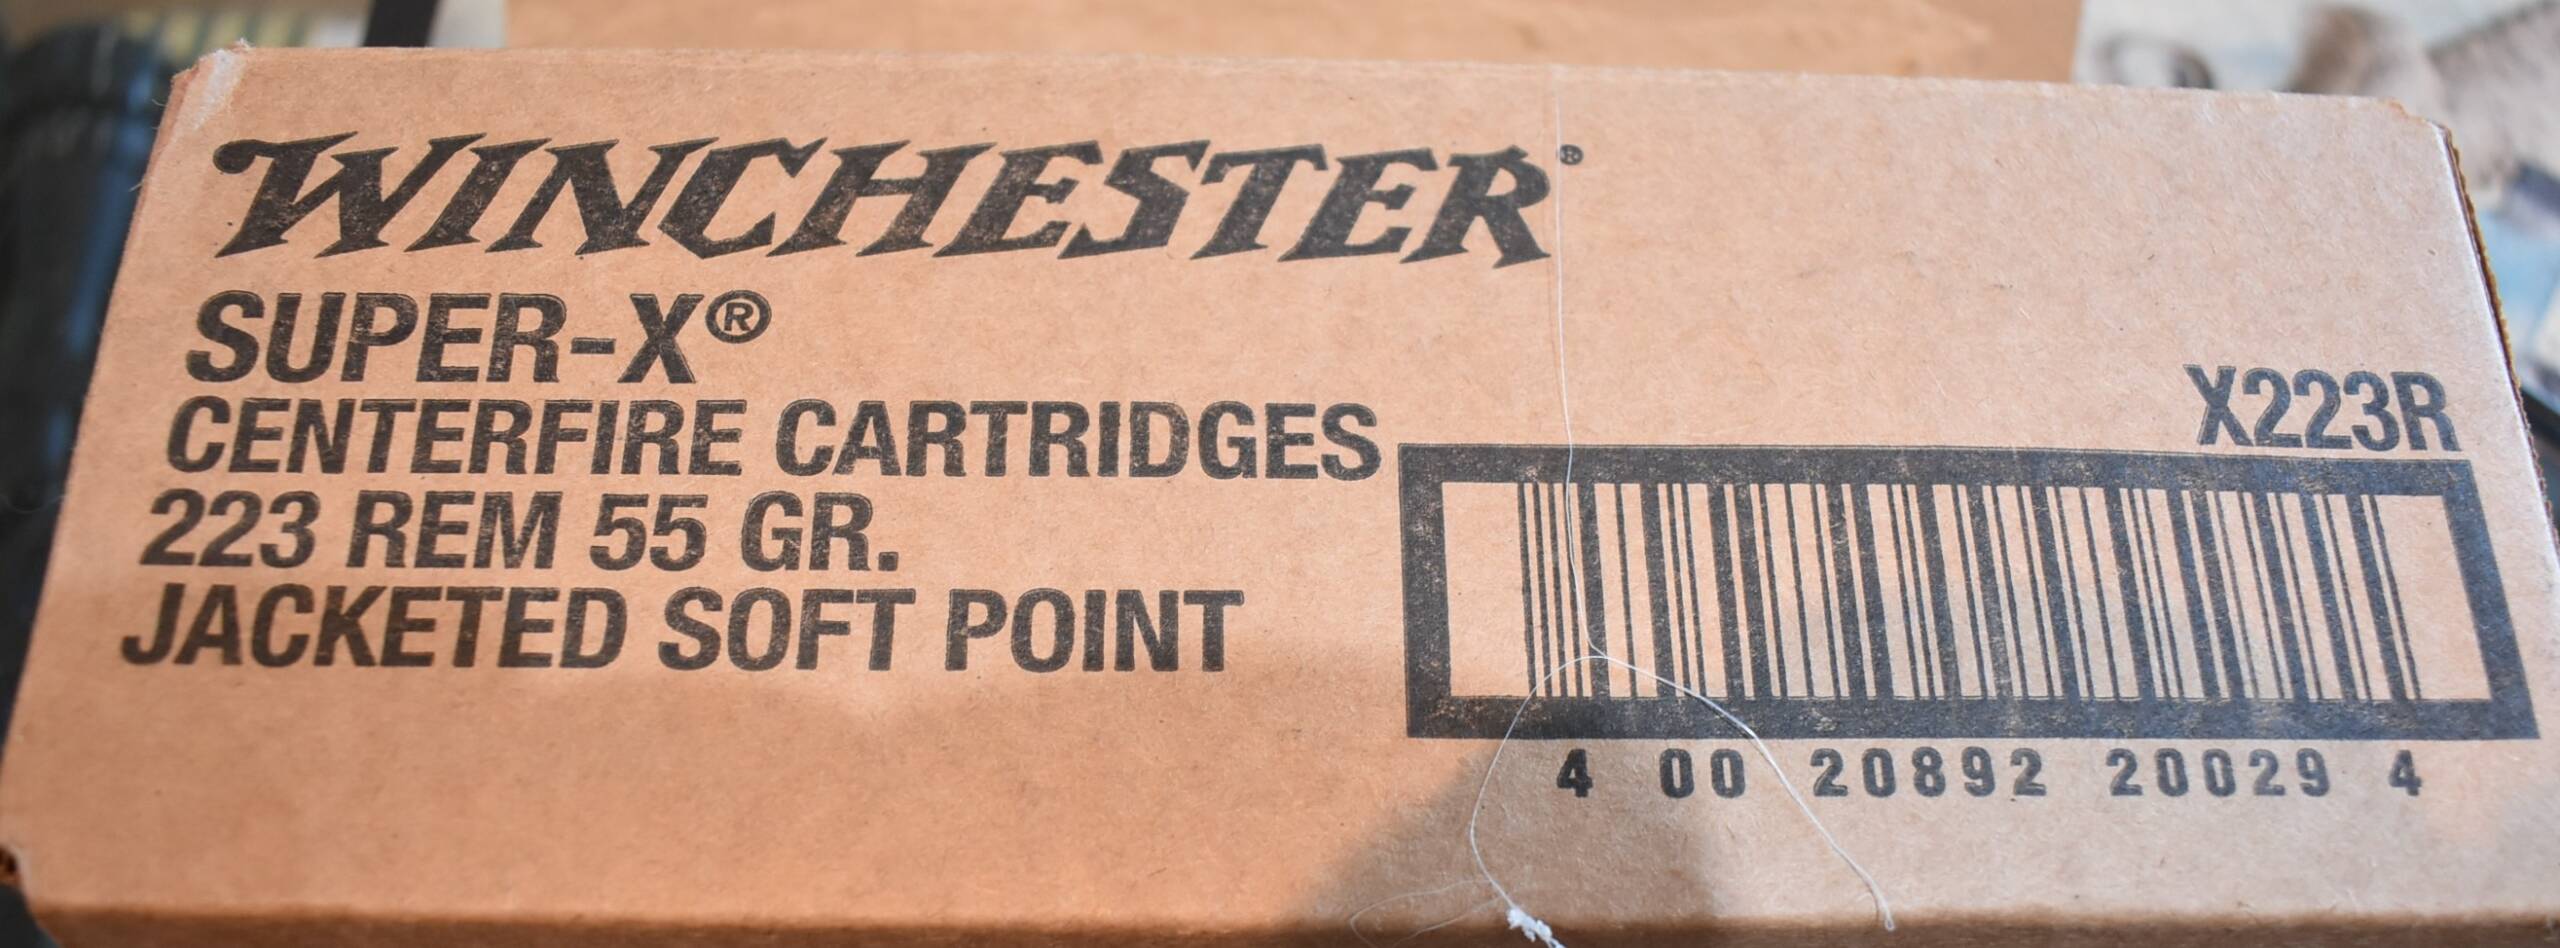 WINCHESTER®
SUPER-X®
CENTERFIRE CARTRIDGES
223 REM 55 GR.
JACKETED SOFT POINT
X223R
4 00 20892 20029 4